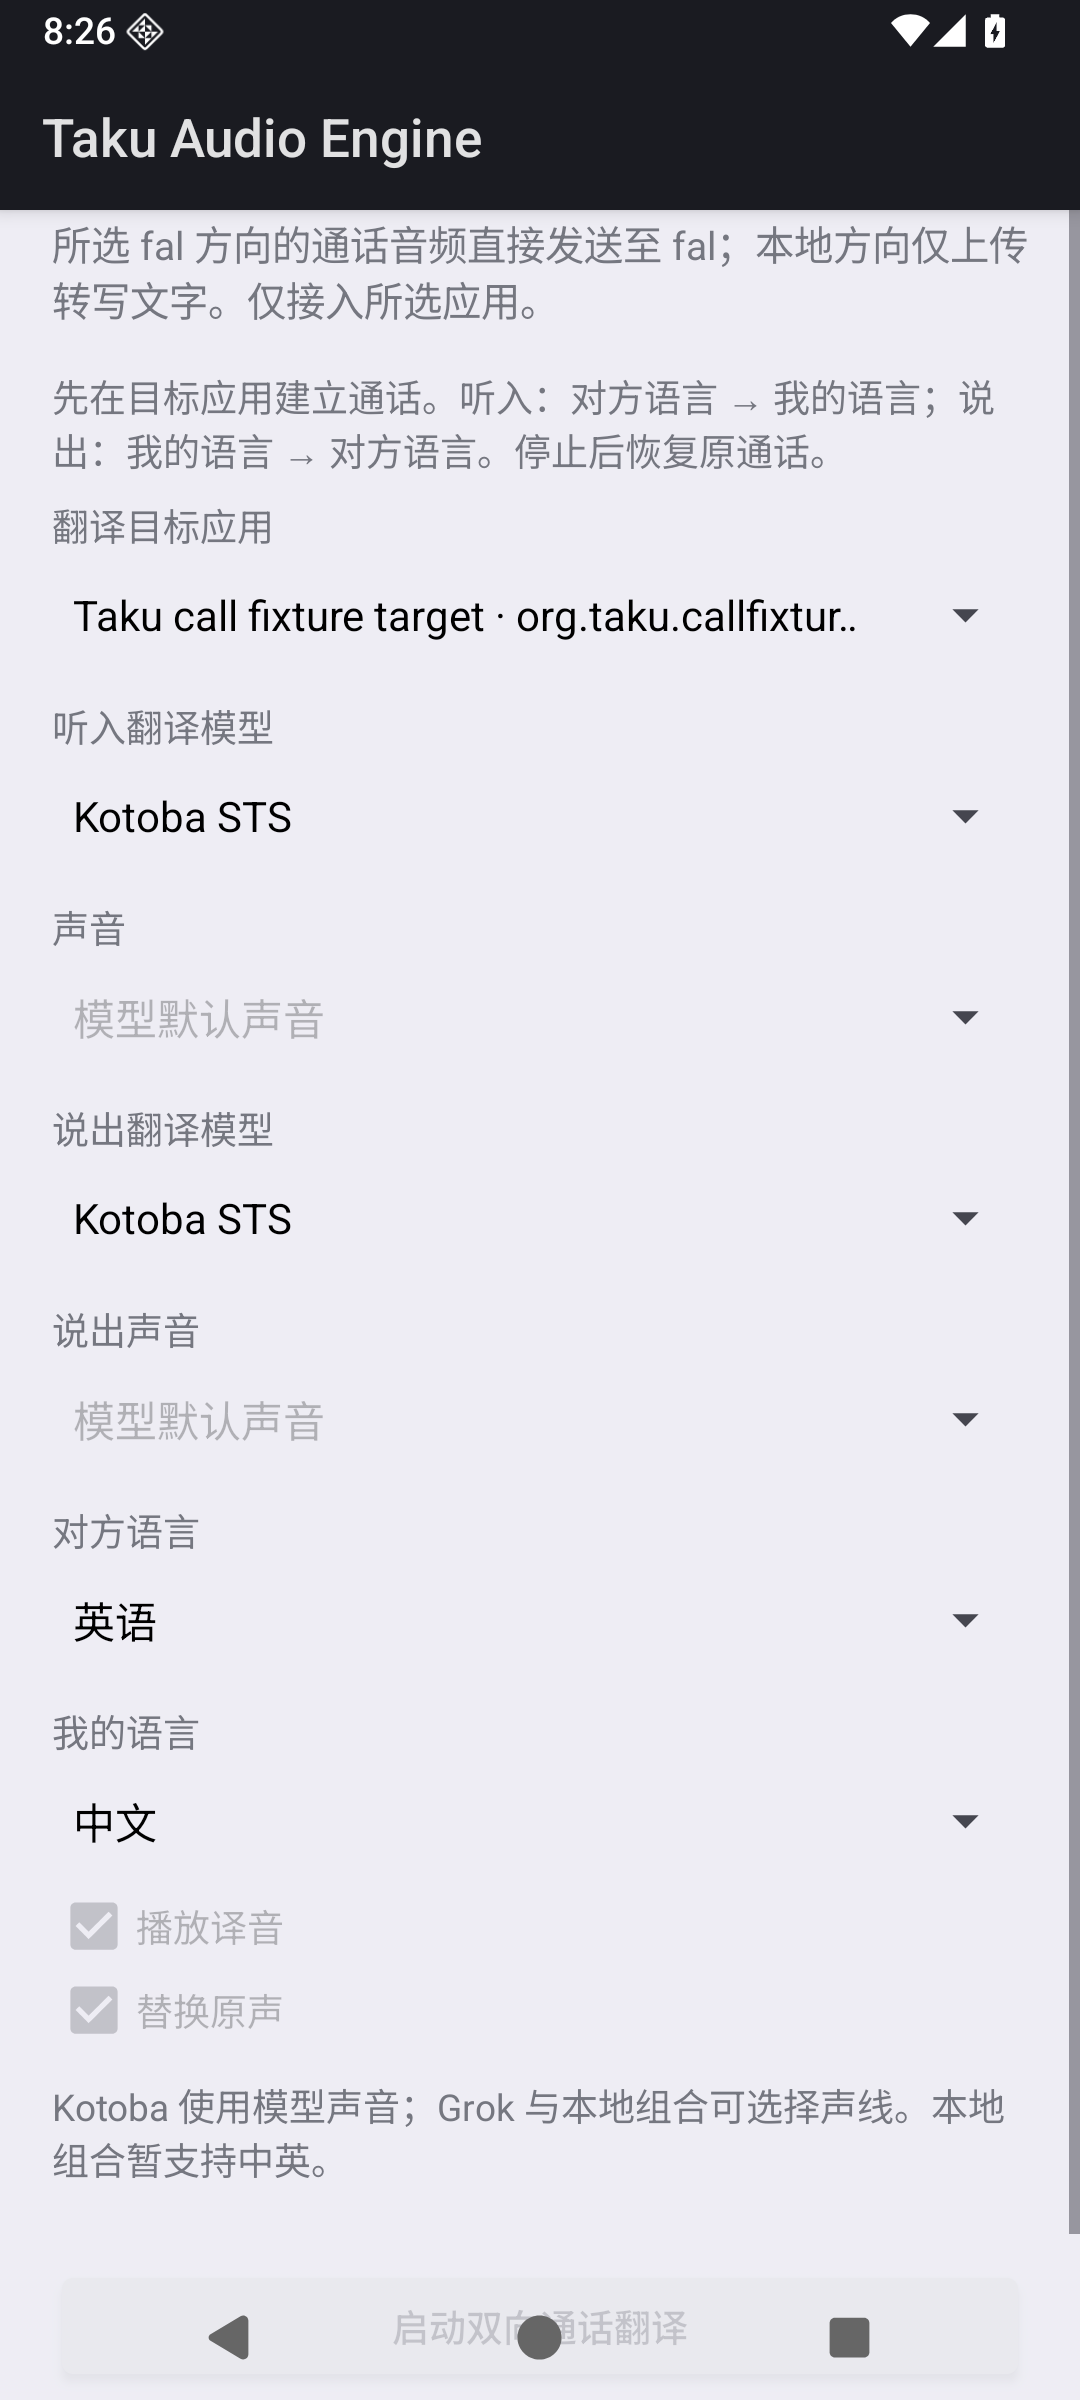 8:26
Taku Audio Engine
所选 fal 方向的通话音频直接发送至 fal；本地方向仅上传
转写文字。仅接入所选应用。
先在目标应用建立通话。听入：对方语言 → 我的语言；说
出：我的语言 → 对方语言。停止后恢复原通话。
翻译目标应用
Taku call fixture target · org.taku.callfixtur..
听入翻译模型
Kotoba STS
声音
模型默认声音
说出翻译模型
Kotoba STS
说出声音
模型默认声音
对方语言
英语
我的语言
中文
播放译音
替换原声
Kotoba 使用模型声音；Grok 与本地组合可选择声线。本地
组合暂支持中英。
启动双向通话翻译